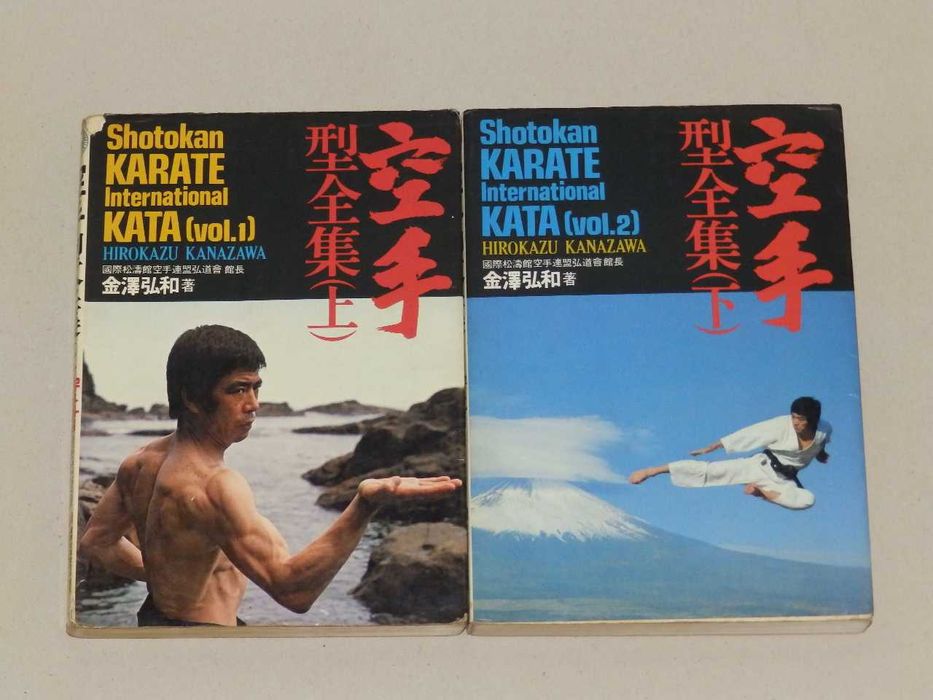 Shotokan
KARATE
International
KATA (vol.1)
HIROKAZU KANAZAWA
國際松濤館空手連盟弘道會 館長
金澤弘和 著
空手
型全集(上)
Shotokan
KARATE
International
KATA (vol.2)
HIROKAZU KANAZAWA
國際松濤館空手連盟弘道會 館長
金澤弘和 著
空手
型全集(下)